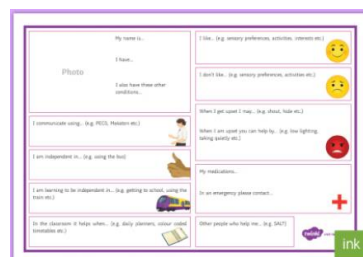 My name is...
I have...
Photo
I also have these other
conditions...
I communicate using... (e.g. PECS, Makaton etc.)
I am independent in... (e.g. using the bus)
I am learning to be independent in... (e.g. getting to school, using the
train etc.)
In the classroom it helps when... (e.g. daily planners, colour coded
timetables etc.)
I like... (e.g. sensory preferences, activities, interests etc.)
I don't like... (e.g. sensory preferences, activities etc.)
When I get upset I may... (e.g. shout, hide etc.)
When I am upset you can help by... (e.g. low lighting,
talking quietly etc.)
My medications...
In an emergency please contact...
Other people who help me... (e.g. SALT)
twinkl
ink